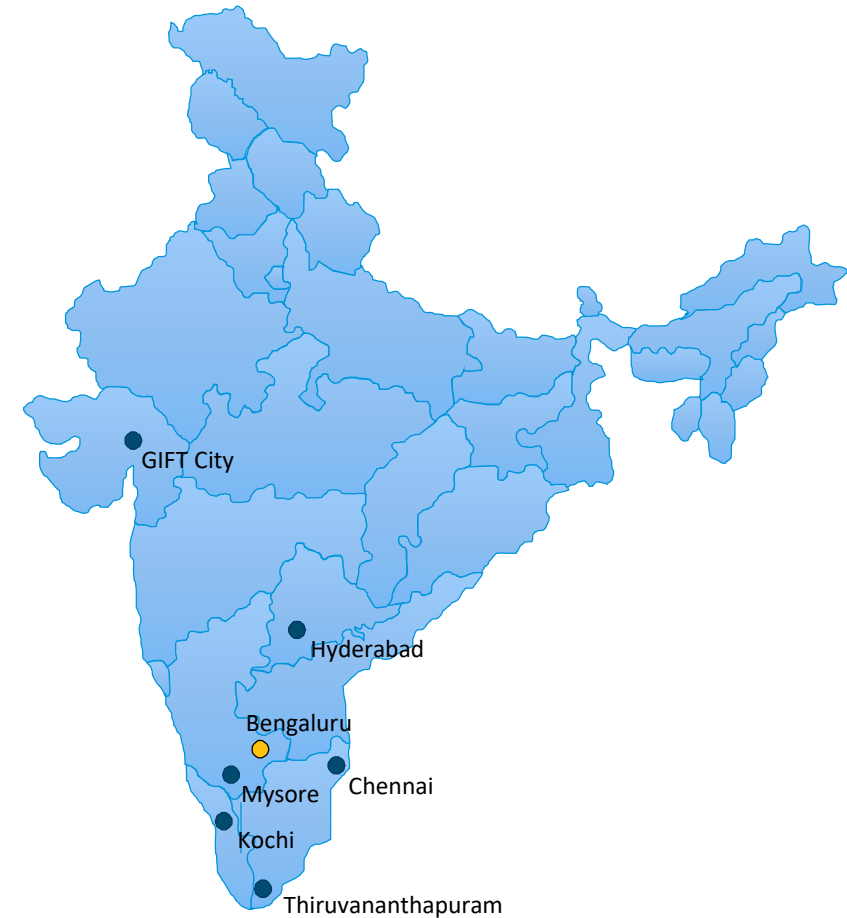 GIFT City
Hyderabad
Bengaluru
Chennai
Mysore
Kochi
Thiruvananthapuram